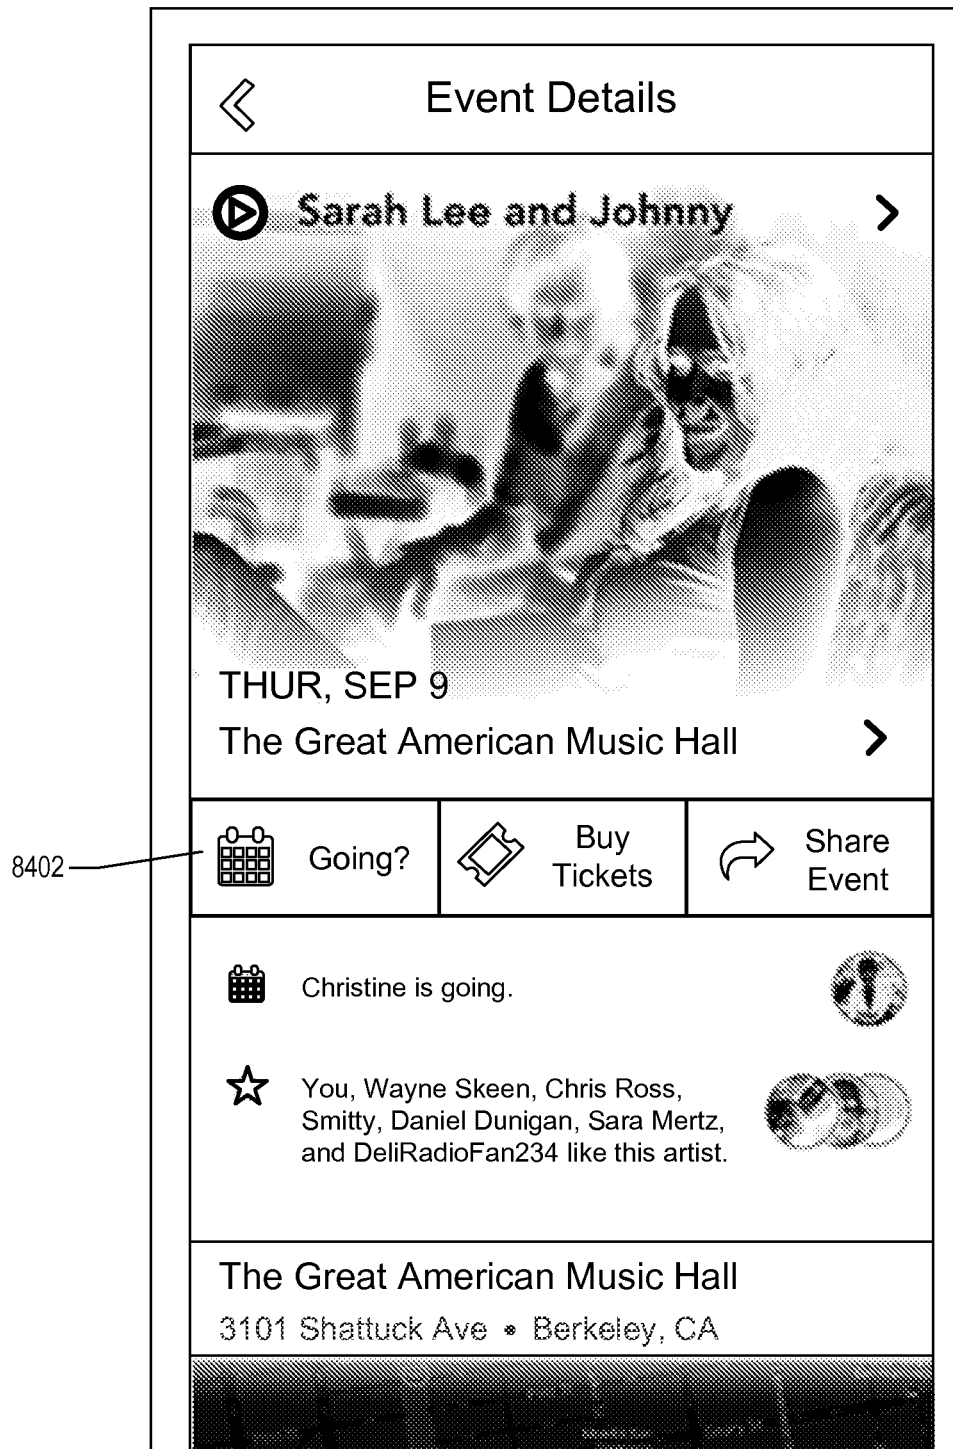 Event Details
Sarah Lee and Johnny
THUR, SEP 9
The Great American Music Hall
8402
Going?
Buy
Tickets
Share
Event
Christine is going.
You, Wayne Skeen, Chris Ross,
Smitty, Daniel Dunigan, Sara Mertz,
and DeliRadioFan234 like this artist.
The Great American Music Hall
3101 Shattuck Ave • Berkeley, CA